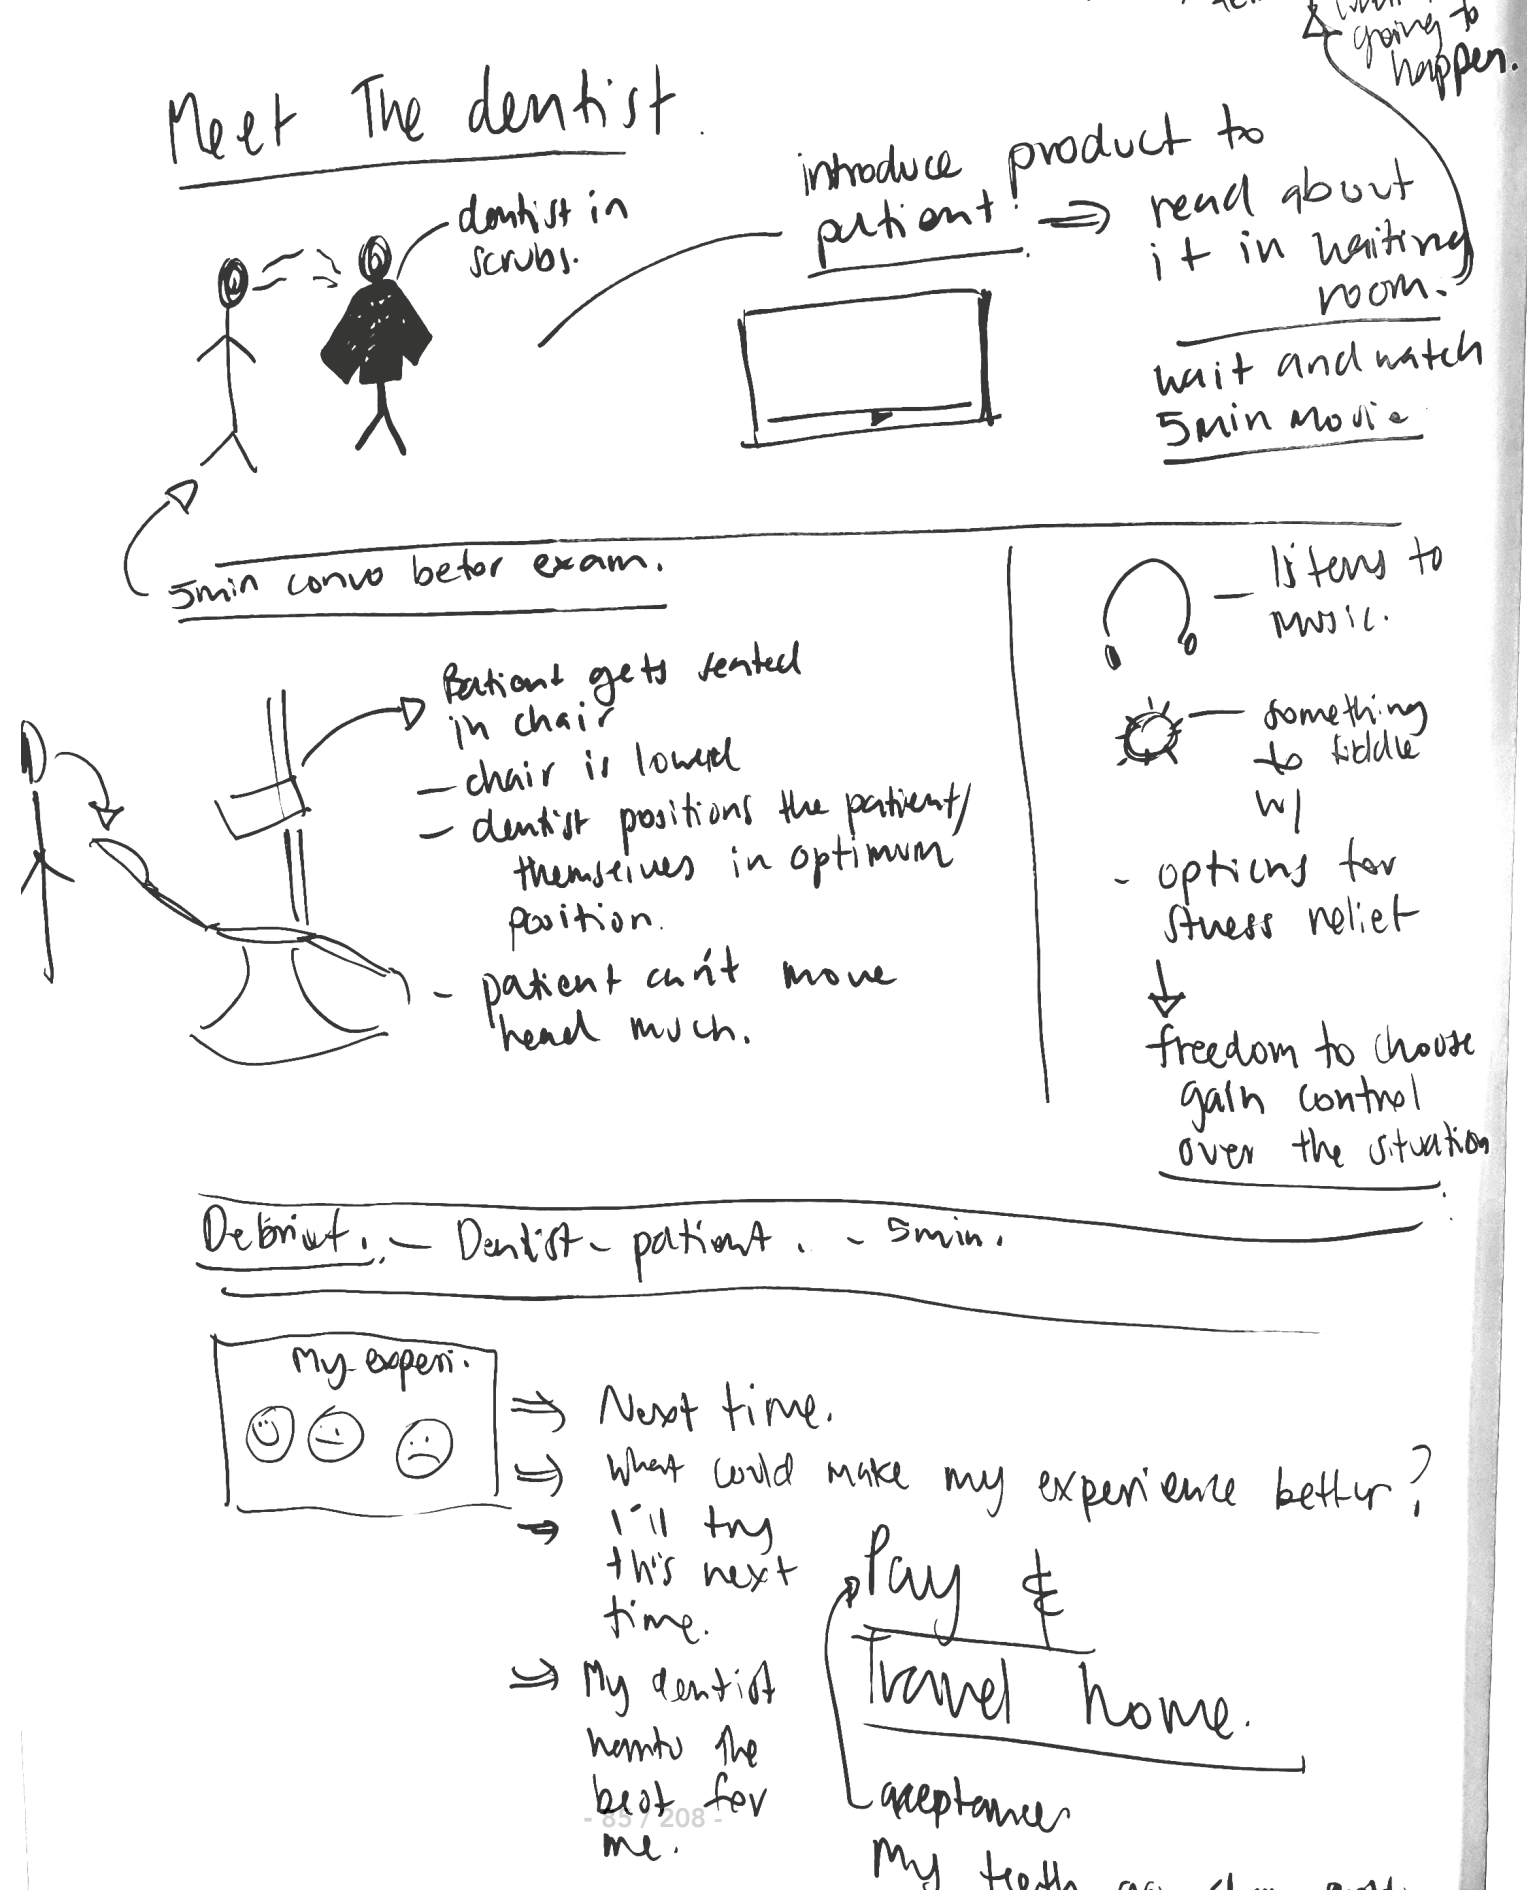 going to
happen.
Meet The dentist.
dentist in
scrubs.
introduce product to
patient!
read about
it in waiting
room.
wait and watch
5min movie
5min convo befor exam.
listens to
music.
something
to fiddle
w/
- options for
stress relief
freedom to choose
gain control
over the situation
Patient gets seated
in chair
- chair is lowerd
- dentist positions the patient/
themselves in optimum
position.
- patient can't move
head much.
Debrief. - Dentist - patient. - 5min.
My experi.
⇒ Next time.
⇒ What could make my experience better?
⇒ I'll try
this next
time.
⇒ My dentist
wants the
best for
me.
Pay &
Travel home.
acceptance
My teeth
- 85 / 208 -